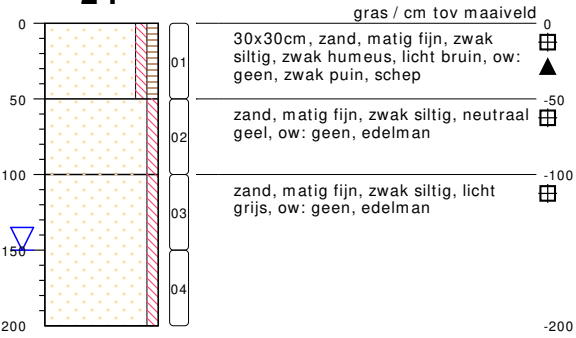 gras / cm tov maaiveld
0
0
30x30cm, zand, matig fijn, zwak
siltig, zwak humeus, licht bruin, ow:
geen, zwak puin, schep
01
50
-50
zand, matig fijn, zwak siltig, neutraal
geel, ow: geen, edelman
02
100
-100
zand, matig fijn, zwak siltig, licht
grijs, ow: geen, edelman
03
150
04
200
-200